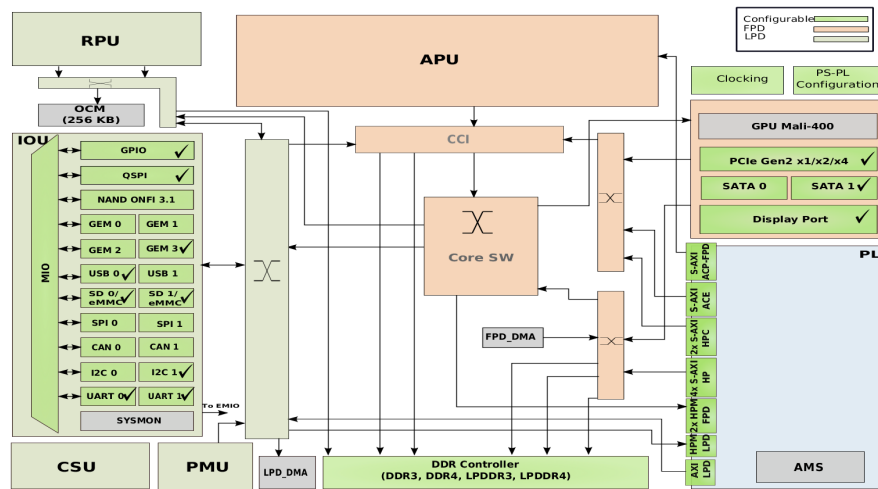 Configurable
FPD
LPD
RPU
APU
Clocking
PS-PL
Configuration
OCM
(256 KB)
IOU
GPIO
QSPI
NAND ONFI 3.1
GEM 0
GEM 1
GEM 2
GEM 3
USB 0
USB 1
SD 0/
eMMC
SD 1/
eMMC
SPI 0
SPI 1
CAN 0
CAN 1
I2C 0
I2C 1
UART 0
UART 1
SYSMON
MIO
To EMIO
CSU
PMU
LPD_DMA
CCI
Core SW
FPD_DMA
DDR Controller
(DDR3, DDR4, LPDDR3, LPDDR4)
GPU Mali-400
PCIe Gen2 x1/x2/x4
SATA 0
SATA 1
Display Port
PL
S-AXI
ACP-FPD
S-AXI
ACE
2x S-AXI
HPC
4x S-AXI
HP
2x HPM
FPD
HPM
LPD
AXI
LPD
AMS